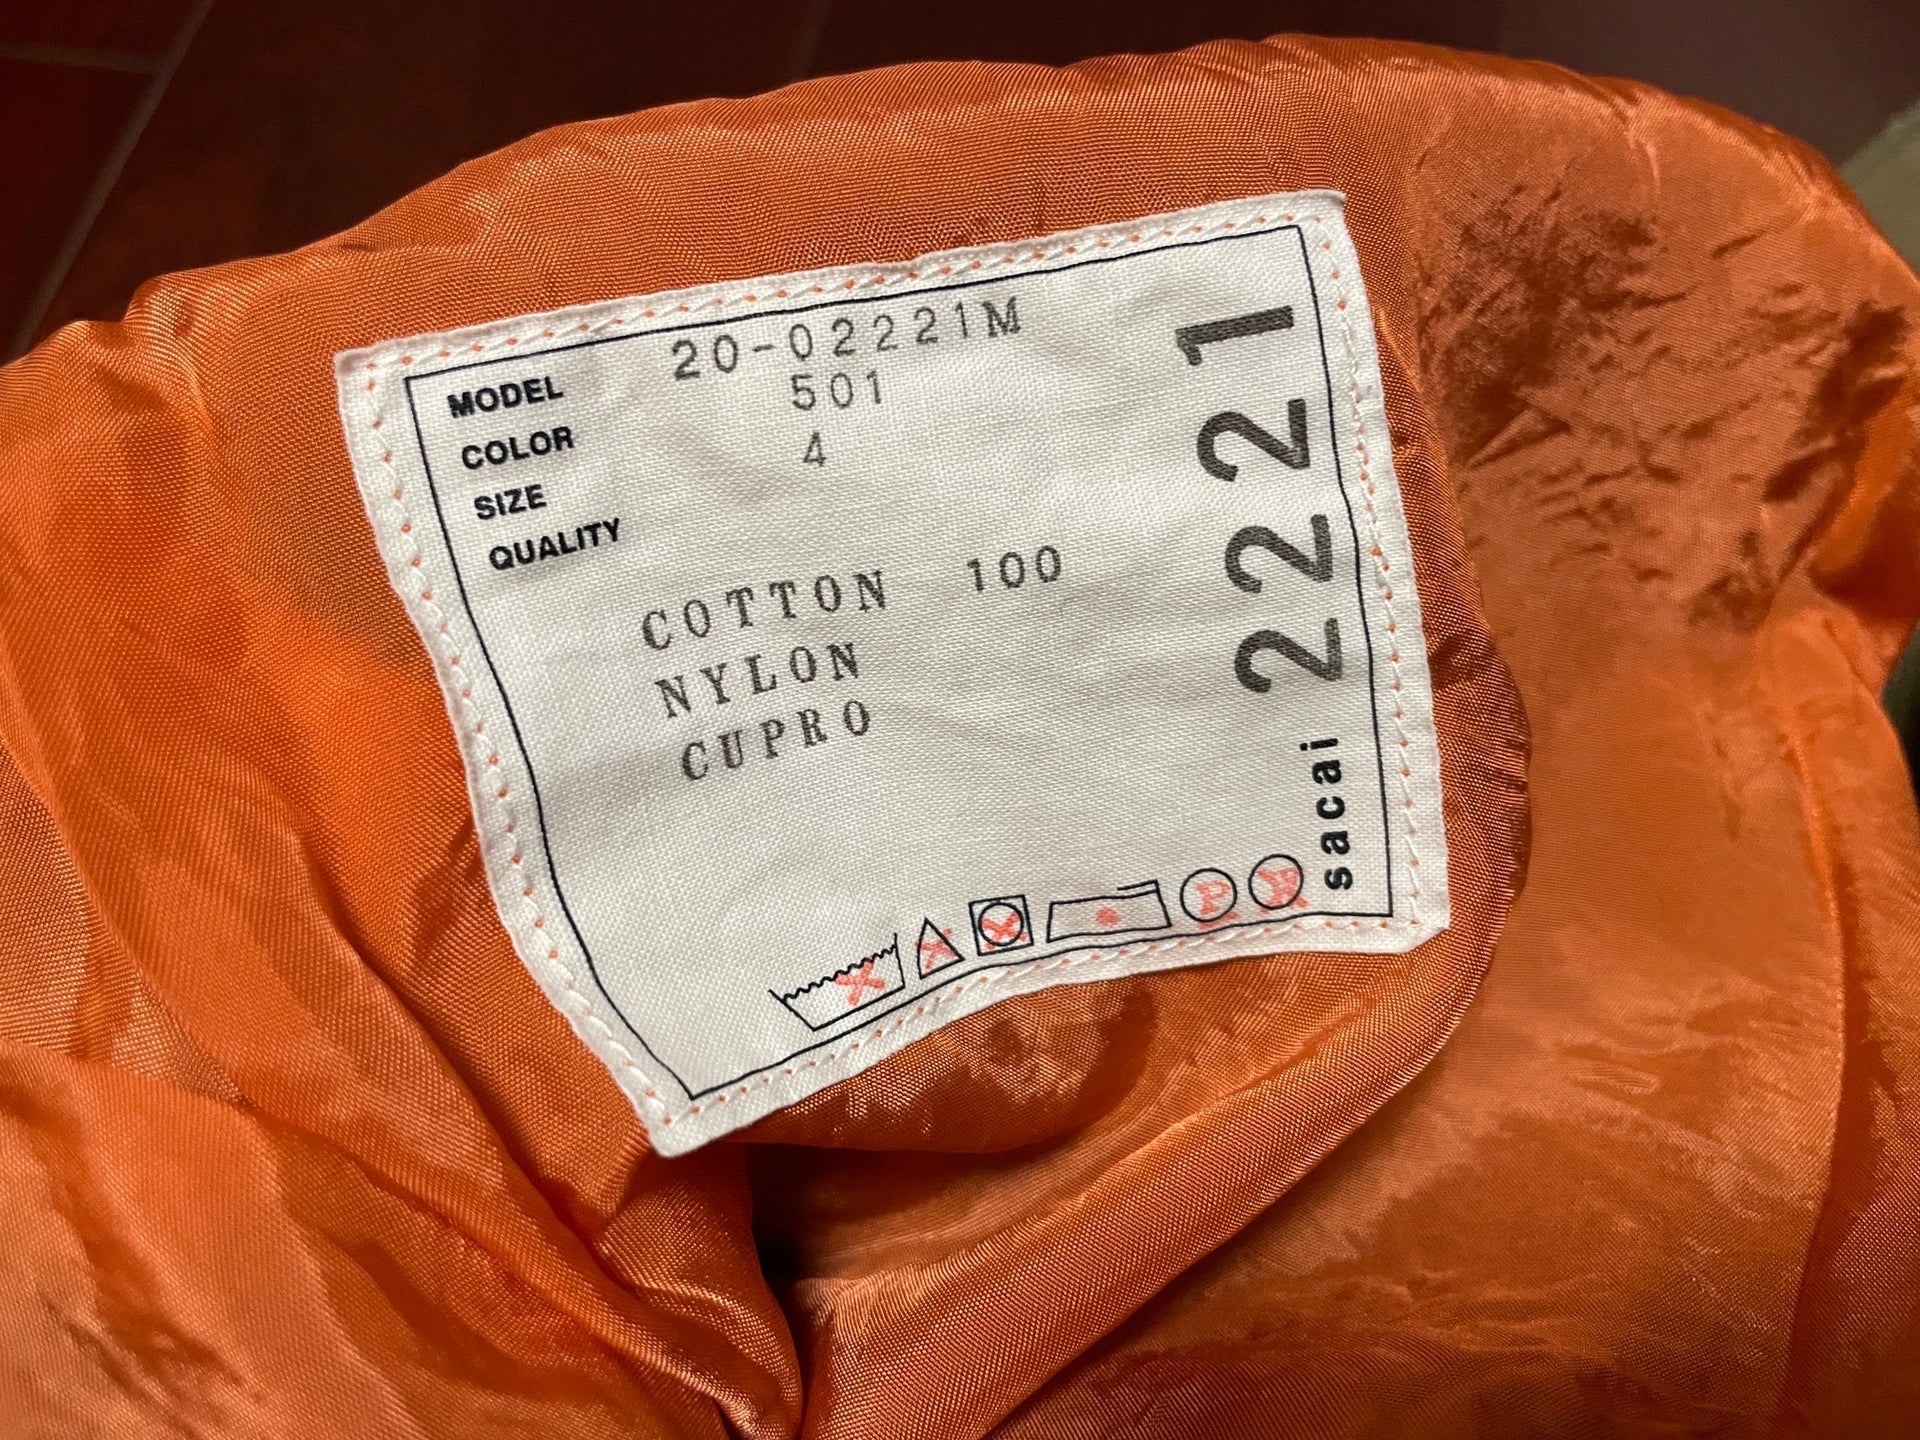 MODEL 20-02221M
COLOR 501
SIZE 4
QUALITY
COTTON 100
NYLON
CUPRO
P
W
sacai 2221